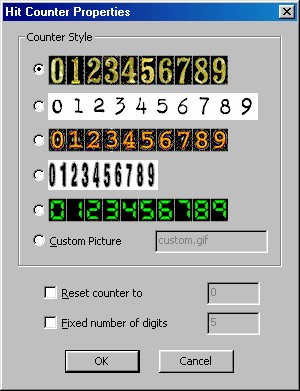 Hit Counter Properties
Counter Style
0123456789
0 1 2 3 4 5 6 7 8 9
0123456789
0123456789
0123456789
Custom Picture custom.gif
Reset counter to 0
Fixed number of digits 5
OK Cancel